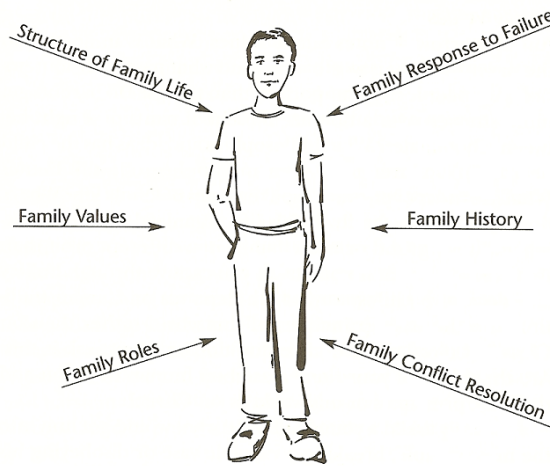 Structure of Family Life
Family Response to Failure
Family Values
Family History
Family Roles
Family Conflict Resolution